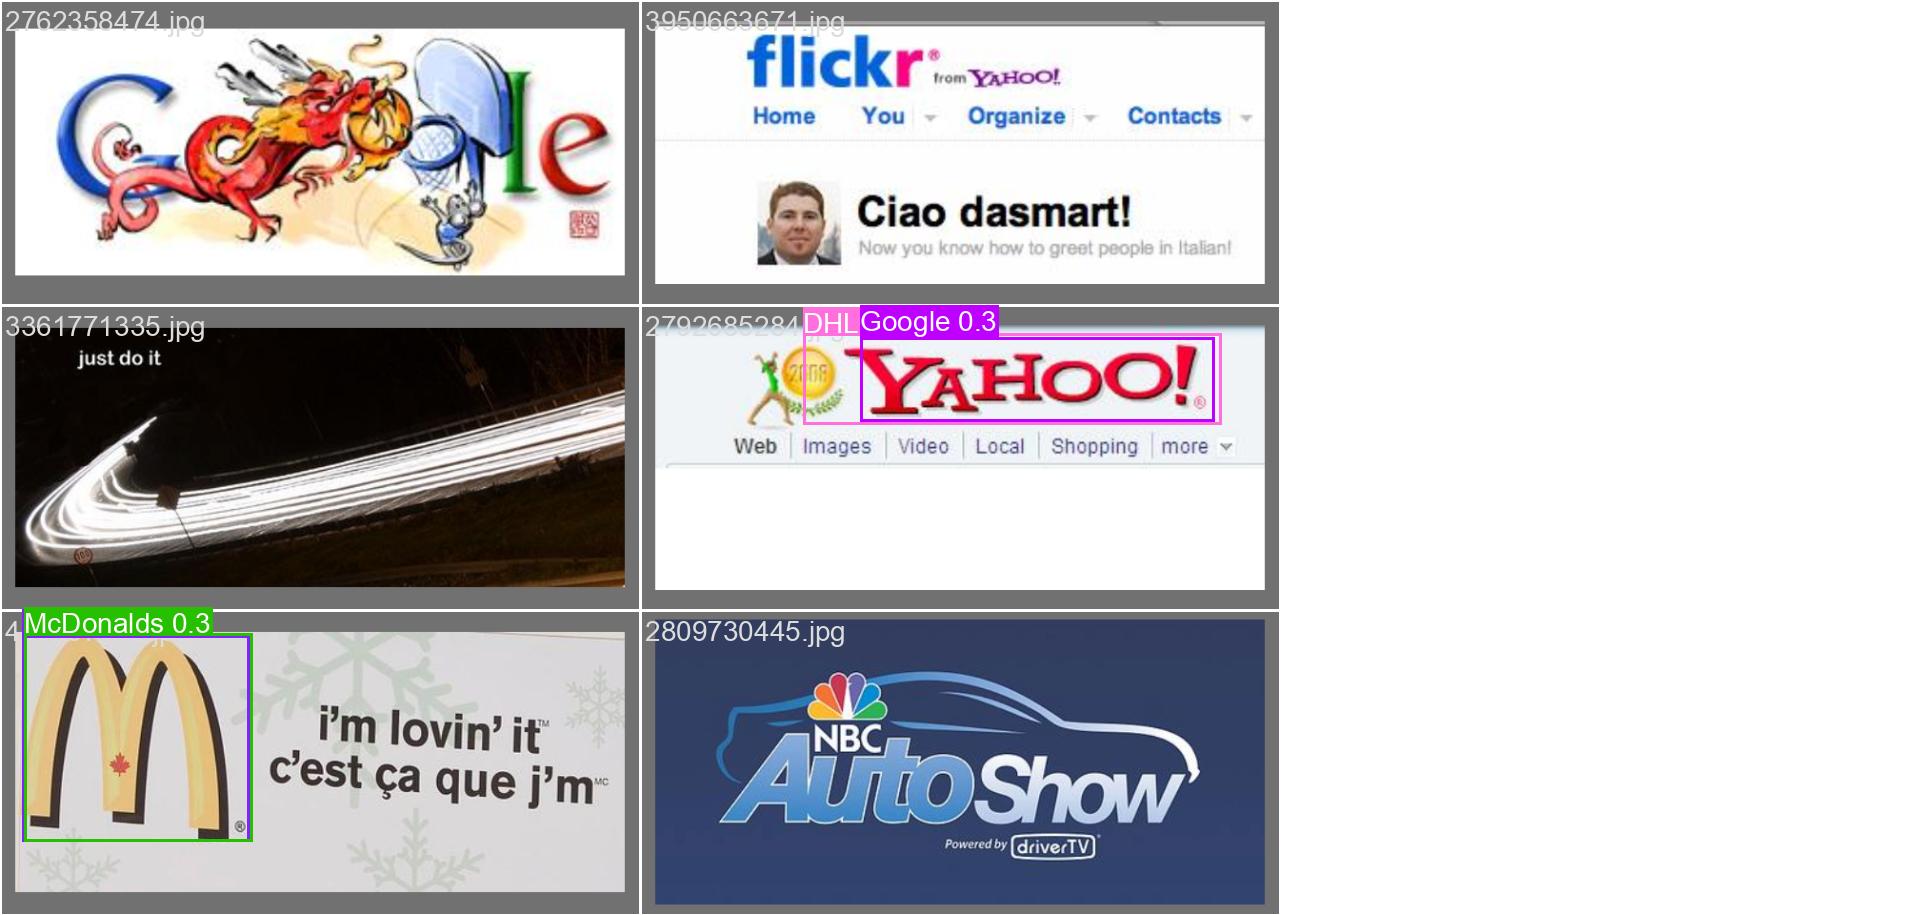 2762358474.jpg
Google
3950663671.jpg
flickr® from YAHOO!
Home You Organize Contacts
Ciao dasmart!
Now you know how to greet people in Italian!
3361771335.jpg
just do it
100
2792685284
DHL
Google 0.3
2008
YAHOO!®
Web Images Video Local Shopping more
4
McDonalds 0.3
®
i'm lovin' it™
c'est ça que j'm MC
2809730445.jpg
NBC
Auto Show
Powered by driverTV